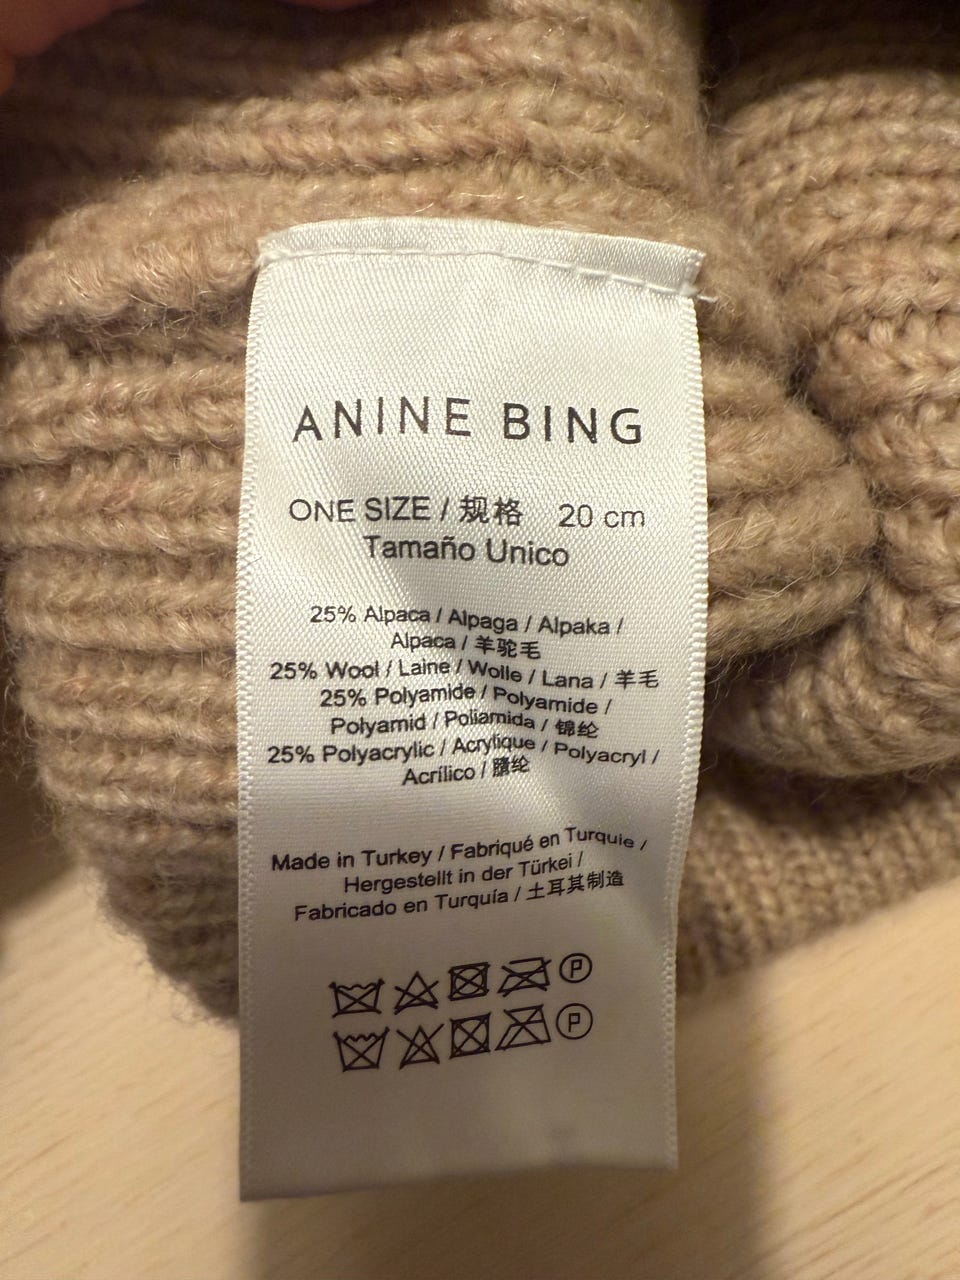 ANINE BING
ONE SIZE / 规格 20 cm
Tamaño Unico
25% Alpaca / Alpaga / Alpaka /
Alpaca / 羊驼毛
25% Wool / Laine / Wolle / Lana / 羊毛
25% Polyamide / Polyamide /
Polyamid / Poliamida / 锦纶
25% Polyacrylic / Acrylique / Polyacryl /
Acrílico / 腈纶
Made in Turkey / Fabriqué en Turquie /
Hergestellt in der Türkei /
Fabricado en Turquía / 土耳其制造
P
P